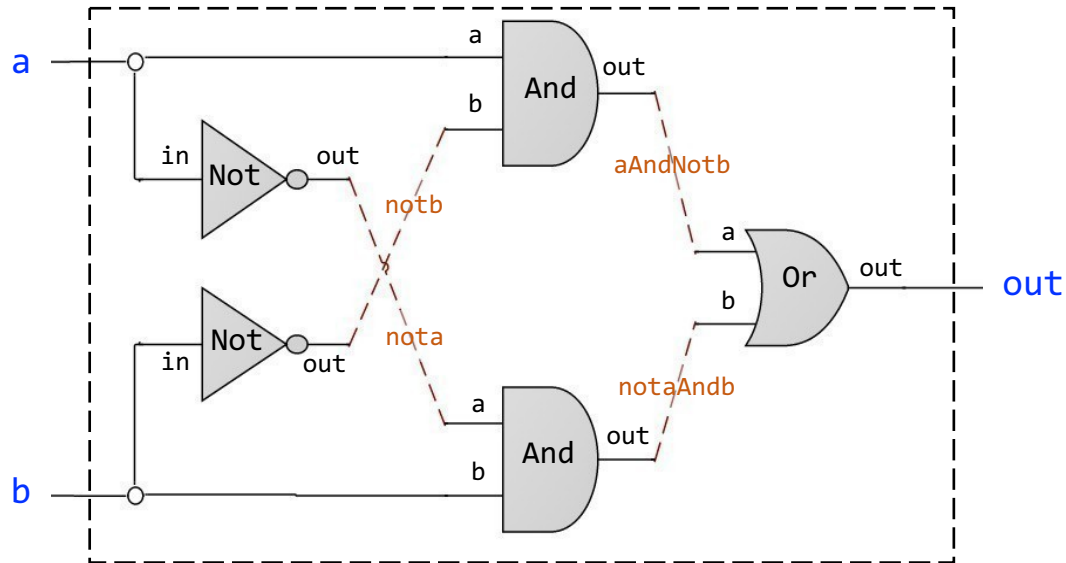 a
a
And
out
b
in
Not
out
aAndNotb
notb
a
Or
out
out
b
Not
nota
in
out
notaAndb
a
And
out
b
b